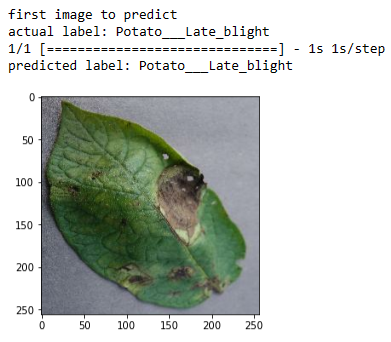 first image to predict
actual label: Potato___Late_blight
1/1 [==============================] - 1s 1s/step
predicted label: Potato___Late_blight
0
50
100
150
200
250
0 50 100 150 200 250